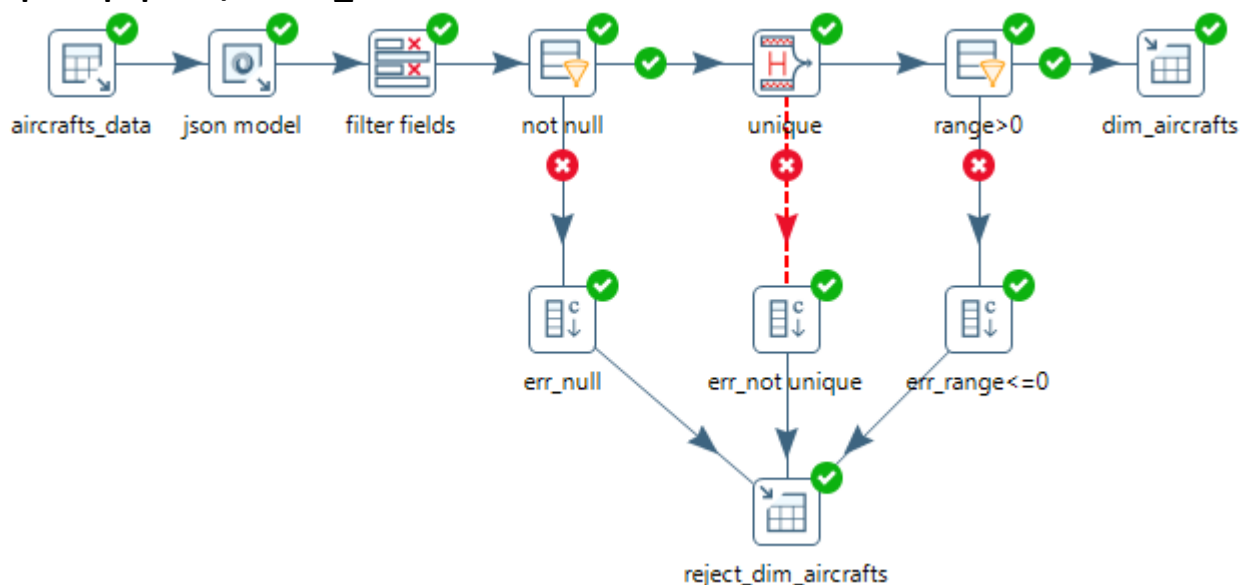 aircrafts_data
json model
filter fields
not null
unique
range>0
dim_aircrafts
err_null
err_not unique
err_range<=0
reject_dim_aircrafts